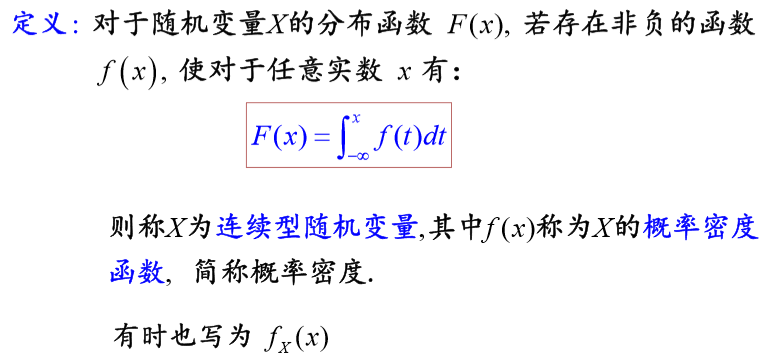 定义: 对于随机变量X的分布函数 F(x), 若存在非负的函数
f(x), 使对于任意实数 x 有:
F(x) = ∫_{-∞}^{x} f(t)dt
则称X为连续型随机变量,其中f(x)称为X的概率密度
函数, 简称概率密度.
有时也写为 f_X(x)